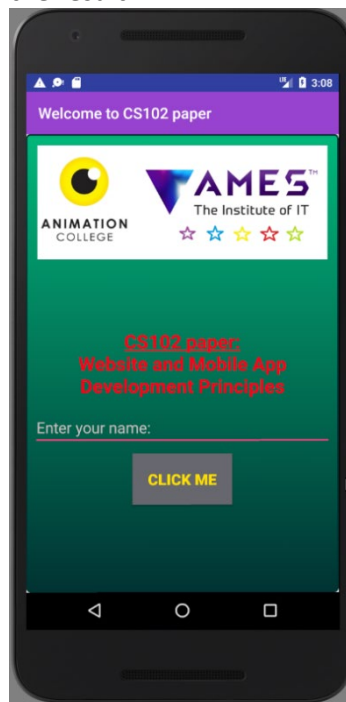 3:08
Welcome to CS102 paper
ANIMATION
COLLEGE
AMES™
The Institute of IT
CS102 paper:
Website and Mobile App
Development Principles
Enter your name:
CLICK ME